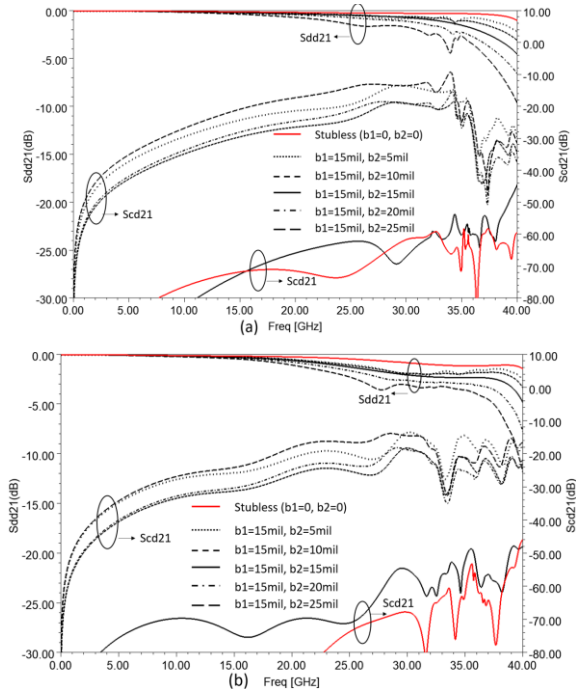 0.00
-5.00
-10.00
-15.00
-20.00
-25.00
-30.00
Sdd21(dB)
Sdd21
Scd21
Stubless (b1=0, b2=0)
b1=15mil, b2=5mil
b1=15mil, b2=10mil
b1=15mil, b2=15mil
b1=15mil, b2=20mil
b1=15mil, b2=25mil
Scd21
10.00
0.00
-10.00
-20.00
-30.00
-40.00
-50.00
-60.00
-70.00
-80.00
Scd21(dB)
0.00 5.00 10.00 15.00 20.00 25.00 30.00 35.00 40.00
Freq [GHz]
(a)
0.00
-5.00
-10.00
-15.00
-20.00
-25.00
-30.00
Sdd21(dB)
Sdd21
Scd21
Stubless (b1=0, b2=0)
b1=15mil, b2=5mil
b1=15mil, b2=10mil
b1=15mil, b2=15mil
b1=15mil, b2=20mil
b1=15mil, b2=25mil
Scd21
10.00
0.00
-10.00
-20.00
-30.00
-40.00
-50.00
-60.00
-70.00
-80.00
Scd21(dB)
0.00 5.00 10.00 15.00 20.00 25.00 30.00 35.00 40.00
Freq [GHz]
(b)